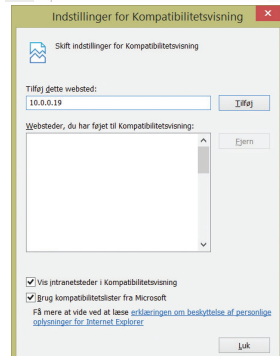 Indstillinger for Kompatibilitetsvisning
Skift indstillinger for Kompatibilitetsvisning
Tilføj dette websted:
10.0.0.19
Tilføj
Websteder, du har føjet til Kompatibilitetsvisning:
Fjern
Vis intranetsteder i Kompatibilitetsvisning
Brug kompatibilitetslister fra Microsoft
Få mere at vide ved at læse erklæringen om beskyttelse af personlige
oplysninger for Internet Explorer
Luk